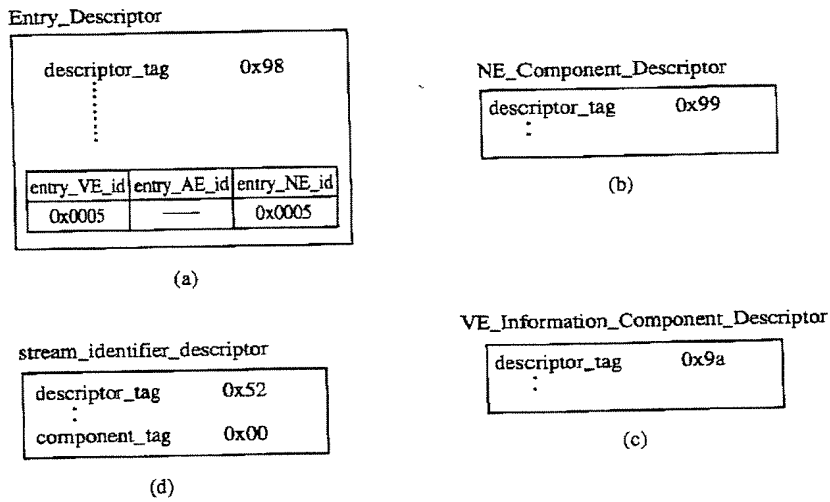 Entry_Descriptor
descriptor_tag 0x98
entry_VE_id entry_AE_id entry_NE_id
0x0005 — 0x0005
(a)
NE_Component_Descriptor
descriptor_tag 0x99
(b)
VE_Information_Component_Descriptor
descriptor_tag 0x9a
(c)
stream_identifier_descriptor
descriptor_tag 0x52
component_tag 0x00
(d)